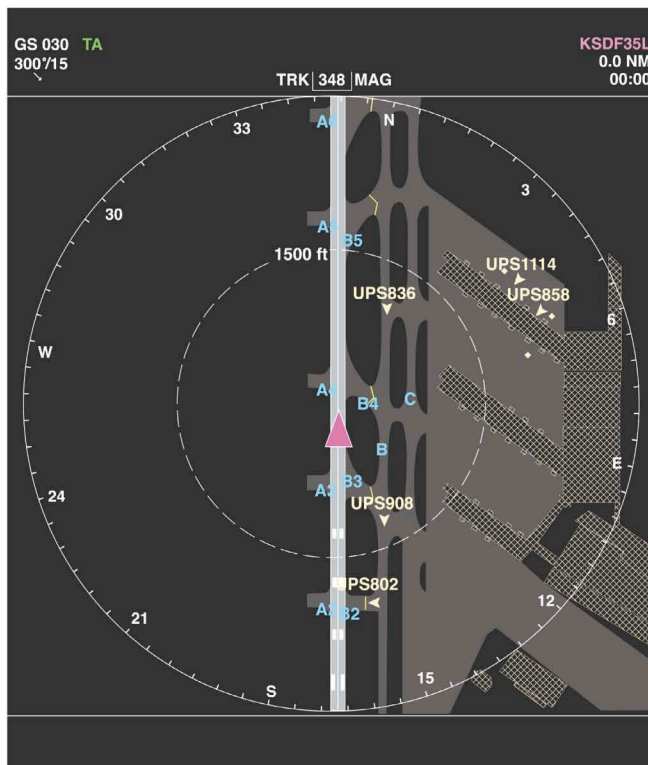 GS 030 TA
KSDF35L
300°/15
0.0 NM
00:00
TRK 348 MAG
33
A6
N
3
30
A5
B5
1500 ft
UPS1114
UPS836
UPS858
6
W
A4
B4
C
B
E
A3
B3
24
UPS908
UPS802
A2
B2
12
21
15
S